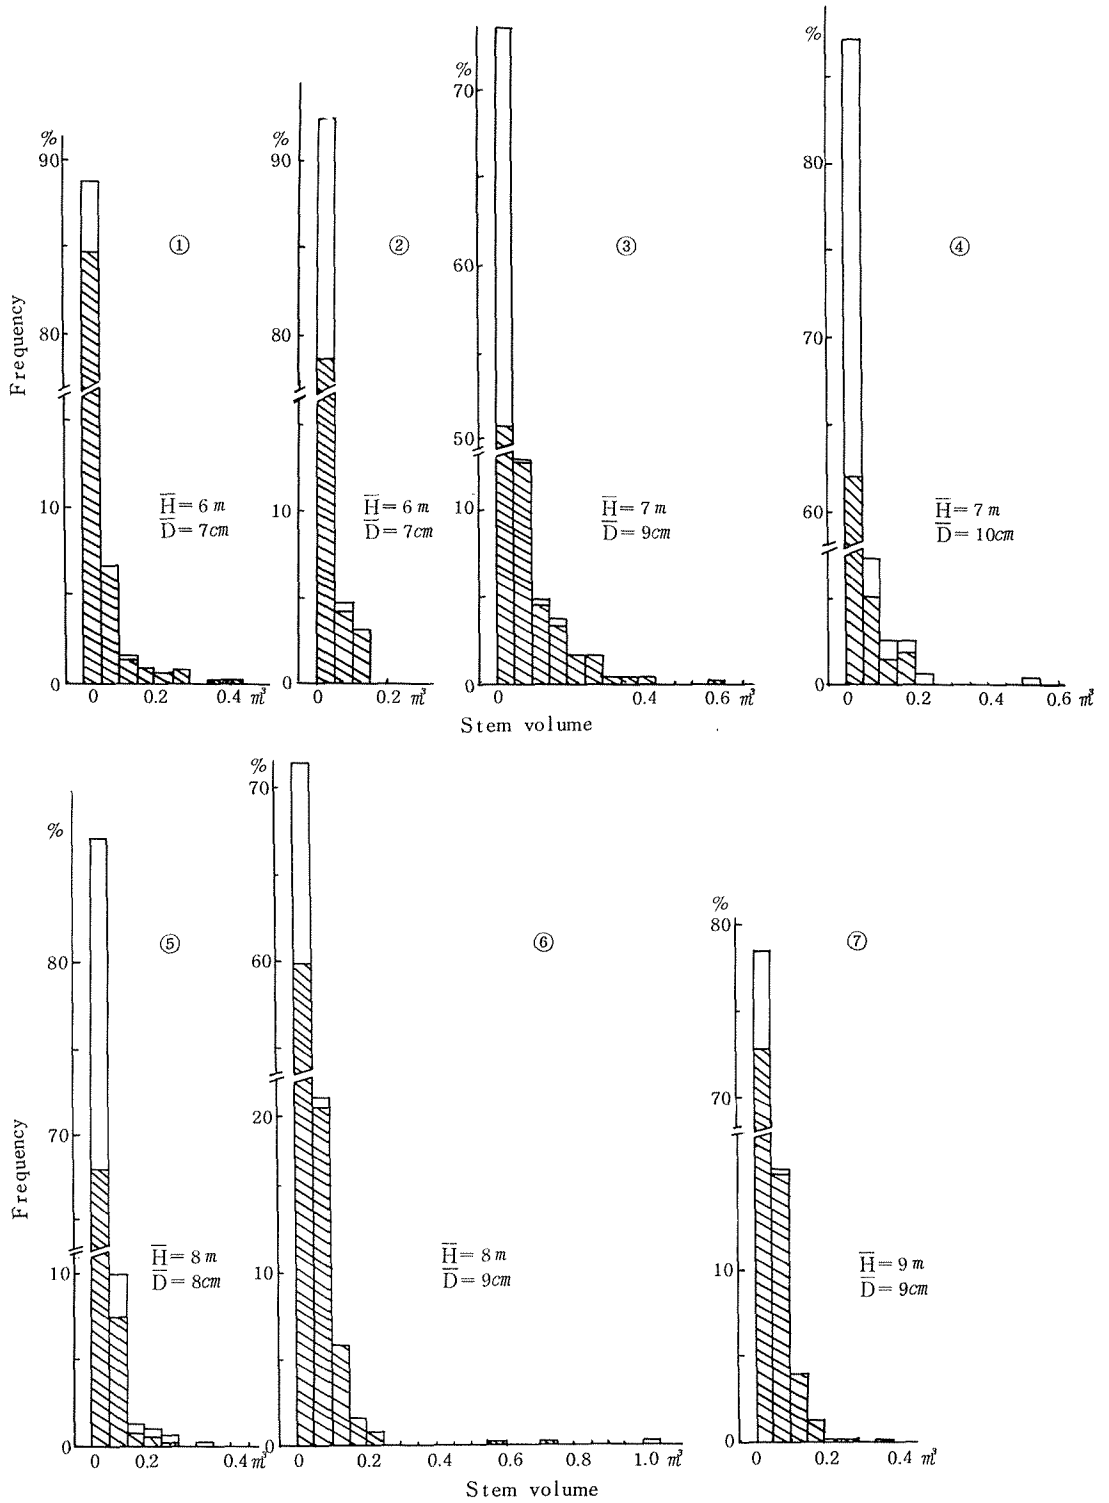 %
90
80
10
0
Frequency
①
H̅ = 6 m
D̅ = 7cm
0 0.2 0.4 m³
%
90
80
10
0
②
H̅ = 6 m
D̅ = 7cm
0 0.2
%
70
60
50
10
0
③
H̅ = 7 m
D̅ = 9cm
0 0.4 0.6 m³
%
80
70
60
0
④
H̅ = 7 m
D̅ = 10cm
0 0.2 0.4 0.6 m³
Stem volume
%
80
70
10
0
Frequency
⑤
H̅ = 8 m
D̅ = 8cm
0 0.2 0.4 m³
%
70
60
20
10
0
⑥
H̅ = 8 m
D̅ = 9cm
0 0.2 0.4 0.6 0.8 1.0 m³
%
80
70
10
0
⑦
H̅ = 9 m
D̅ = 9cm
0 0.2 0.4 m³
Stem volume